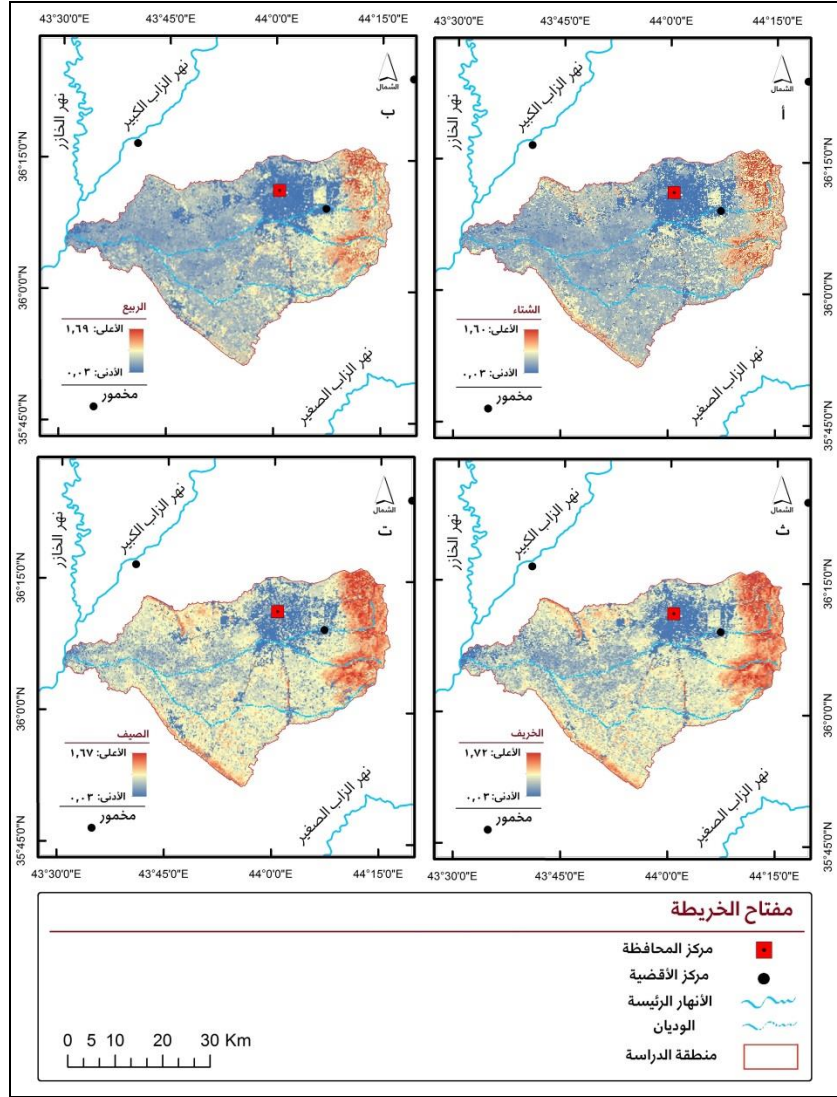 43°30'0"E 43°45'0"E 44°0'0"E 44°15'0"E
43°30'0"E 43°45'0"E 44°0'0"E 44°15'0"E
الشمال
أ
نهر الخازر
نهر الزاب الكبير
36°15'0"N
36°0'0"N
35°45'0"N
الشتاء
الأعلى: ١,٦٠
الأدنى: ٠,٠٣
مخمور
نهر الزاب الصغير
الشمال
ب
نهر الخازر
نهر الزاب الكبير
36°15'0"N
36°0'0"N
35°45'0"N
الربيع
الأعلى: ١,٦٩
الأدنى: ٠,٠٣
مخمور
نهر الزاب الصغير
الشمال
ت
نهر الخازر
نهر الزاب الكبير
36°15'0"N
36°0'0"N
35°45'0"N
الصيف
الأعلى: ١,٦٧
الأدنى: ٠,٠٣
مخمور
نهر الزاب الصغير
الشمال
ث
نهر الخازر
نهر الزاب الكبير
36°15'0"N
36°0'0"N
35°45'0"N
الخريف
الأعلى: ١,٧٢
الأدنى: ٠,٠٣
مخمور
نهر الزاب الصغير
43°30'0"E 43°45'0"E 44°0'0"E 44°15'0"E
43°30'0"E 43°45'0"E 44°0'0"E 44°15'0"E
مفتاح الخريطة
مركز المحافظة
مركز الأقضية
الأنهار الرئيسة
الوديان
منطقة الدراسة
0 5 10 20 30 Km